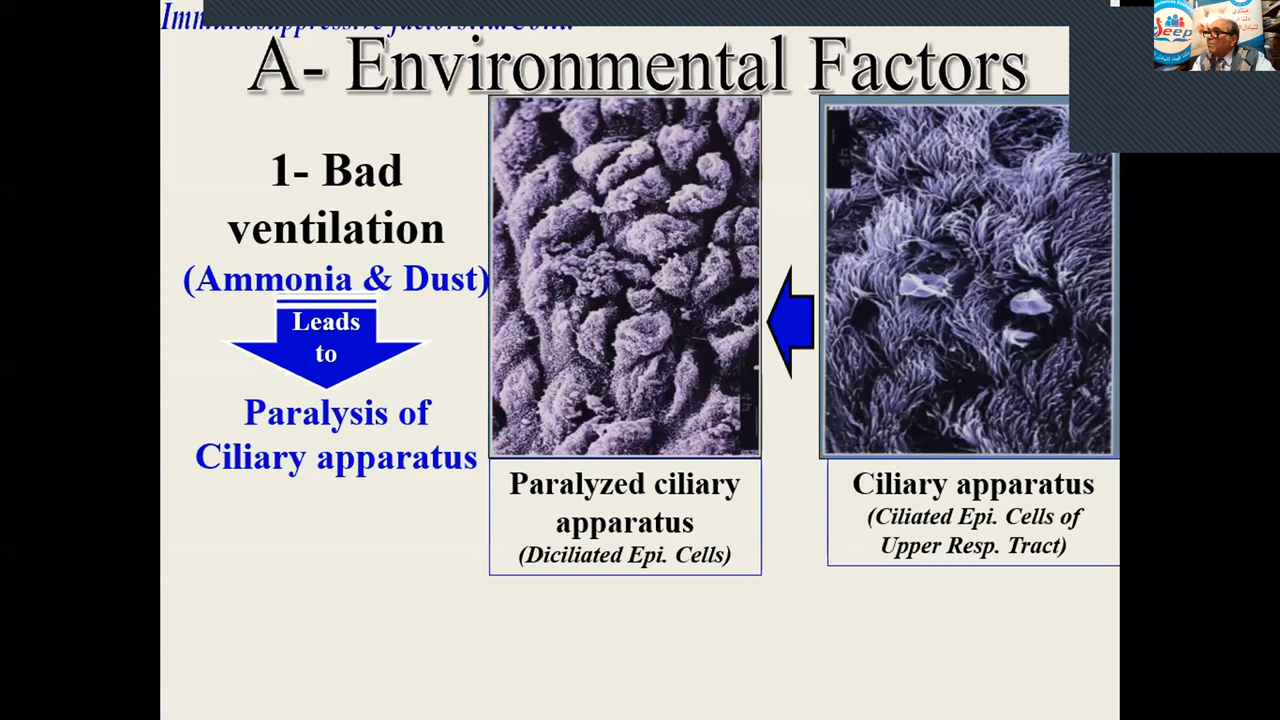 A- Environmental Factors
1- Bad
ventilation
(Ammonia & Dust)
Leads
to
Paralysis of
Ciliary apparatus
Paralyzed ciliary
apparatus
(Diciliated Epi. Cells)
Ciliary apparatus
(Ciliated Epi. Cells of
Upper Resp. Tract)